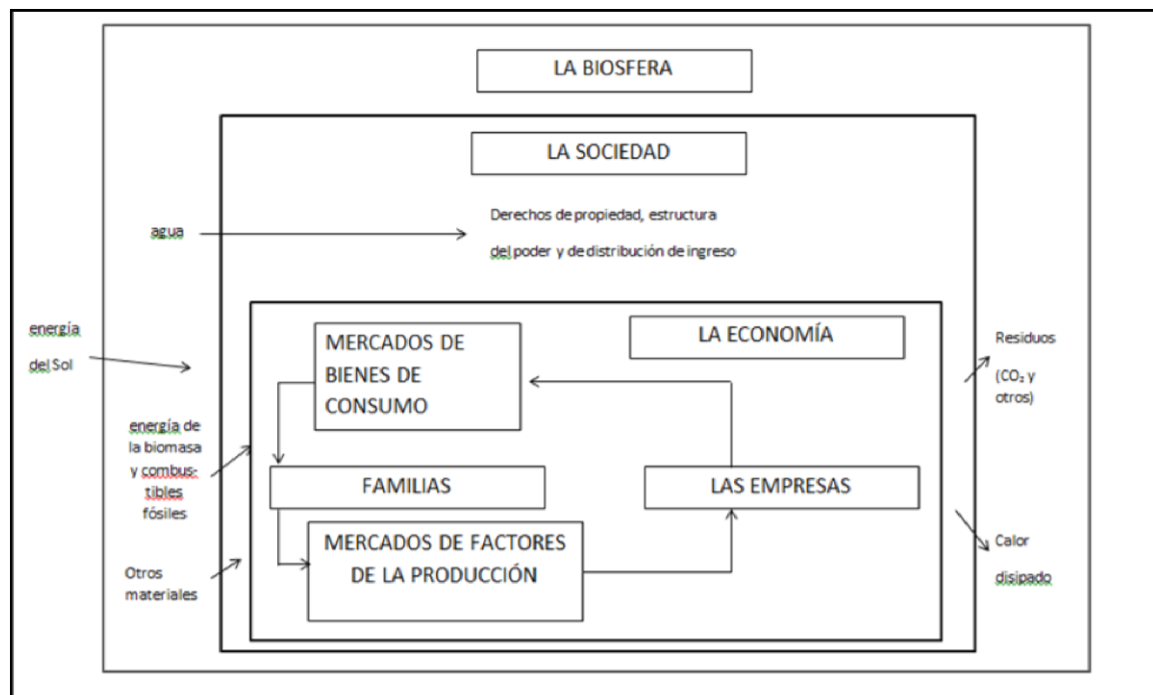 LA BIOSFERA
LA SOCIEDAD
Derechos de propiedad, estructura
del poder y de distribución de ingreso
agua
energía
del Sol
energía de
la biomasa
y combus-
tibles
fósiles
Otros
materiales
MERCADOS DE
BIENES DE
CONSUMO
LA ECONOMÍA
FAMILIAS
LAS EMPRESAS
MERCADOS DE FACTORES
DE LA PRODUCCIÓN
Residuos
(CO₂ y
otros)
Calor
disipado